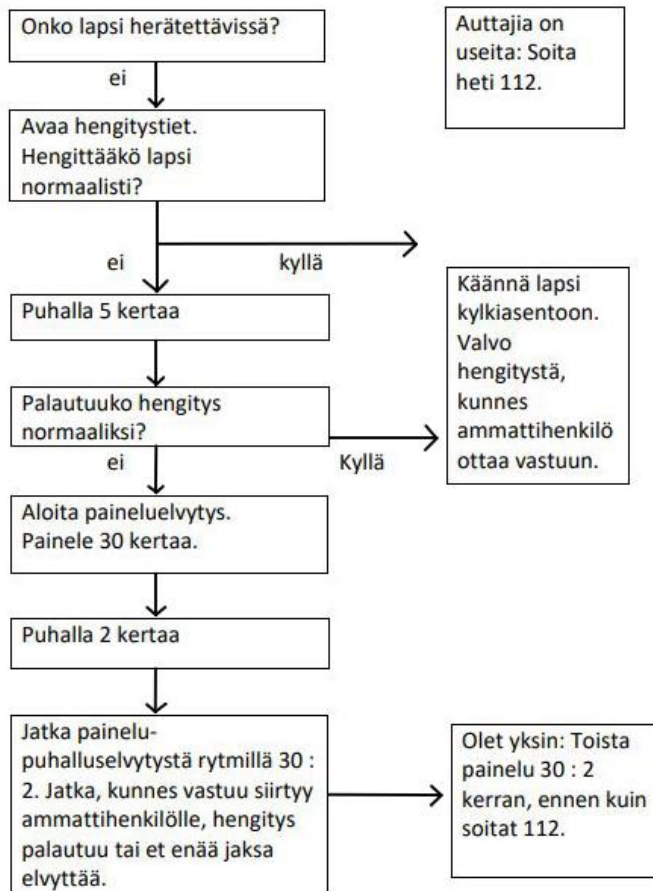 Onko lapsi herätettävissä?
Auttajia on
useita: Soita
heti 112.
ei
Avaa hengitystiet.
Hengittääkö lapsi
normaalisti?
ei
kyllä
Puhalla 5 kertaa
Käännä lapsi
kylkiasentoon.
Valvo
hengitystä,
kunnes
ammattihenkilö
ottaa vastuun.
Palautuuko hengitys
normaaliksi?
ei
Kyllä
Aloita paineluelvytys.
Painele 30 kertaa.
Puhalla 2 kertaa
Jatka painelu-
puhalluselvytystä rytmillä 30 :
2. Jatka, kunnes vastuu siirtyy
ammattihenkilölle, hengitys
palautuu tai et enää jaksa
elvyttää.
Olet yksin: Toista
painelu 30 : 2
kerran, ennen kuin
soitat 112.